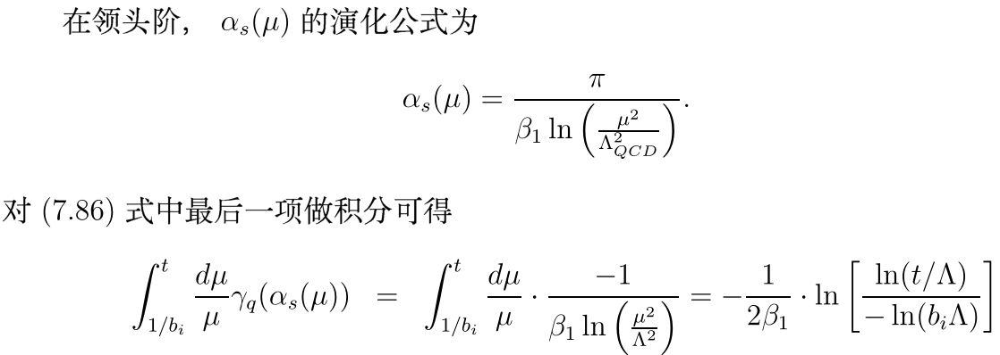 在领头阶， $\alpha_s(\mu)$ 的演化公式为
$$\alpha_s(\mu) = \frac{\pi}{\beta_1 \ln\left(\frac{\mu^2}{\Lambda_{QCD}^2}\right)}.$$
对 (7.86) 式中最后一项做积分可得
$$\int_{1/b_i}^{t} \frac{d\mu}{\mu} \gamma_q(\alpha_s(\mu)) = \int_{1/b_i}^{t} \frac{d\mu}{\mu} \cdot \frac{-1}{\beta_1 \ln\left(\frac{\mu^2}{\Lambda^2}\right)} = -\frac{1}{2\beta_1} \cdot \ln\left[\frac{\ln(t/\Lambda)}{-\ln(b_i\Lambda)}\right]$$